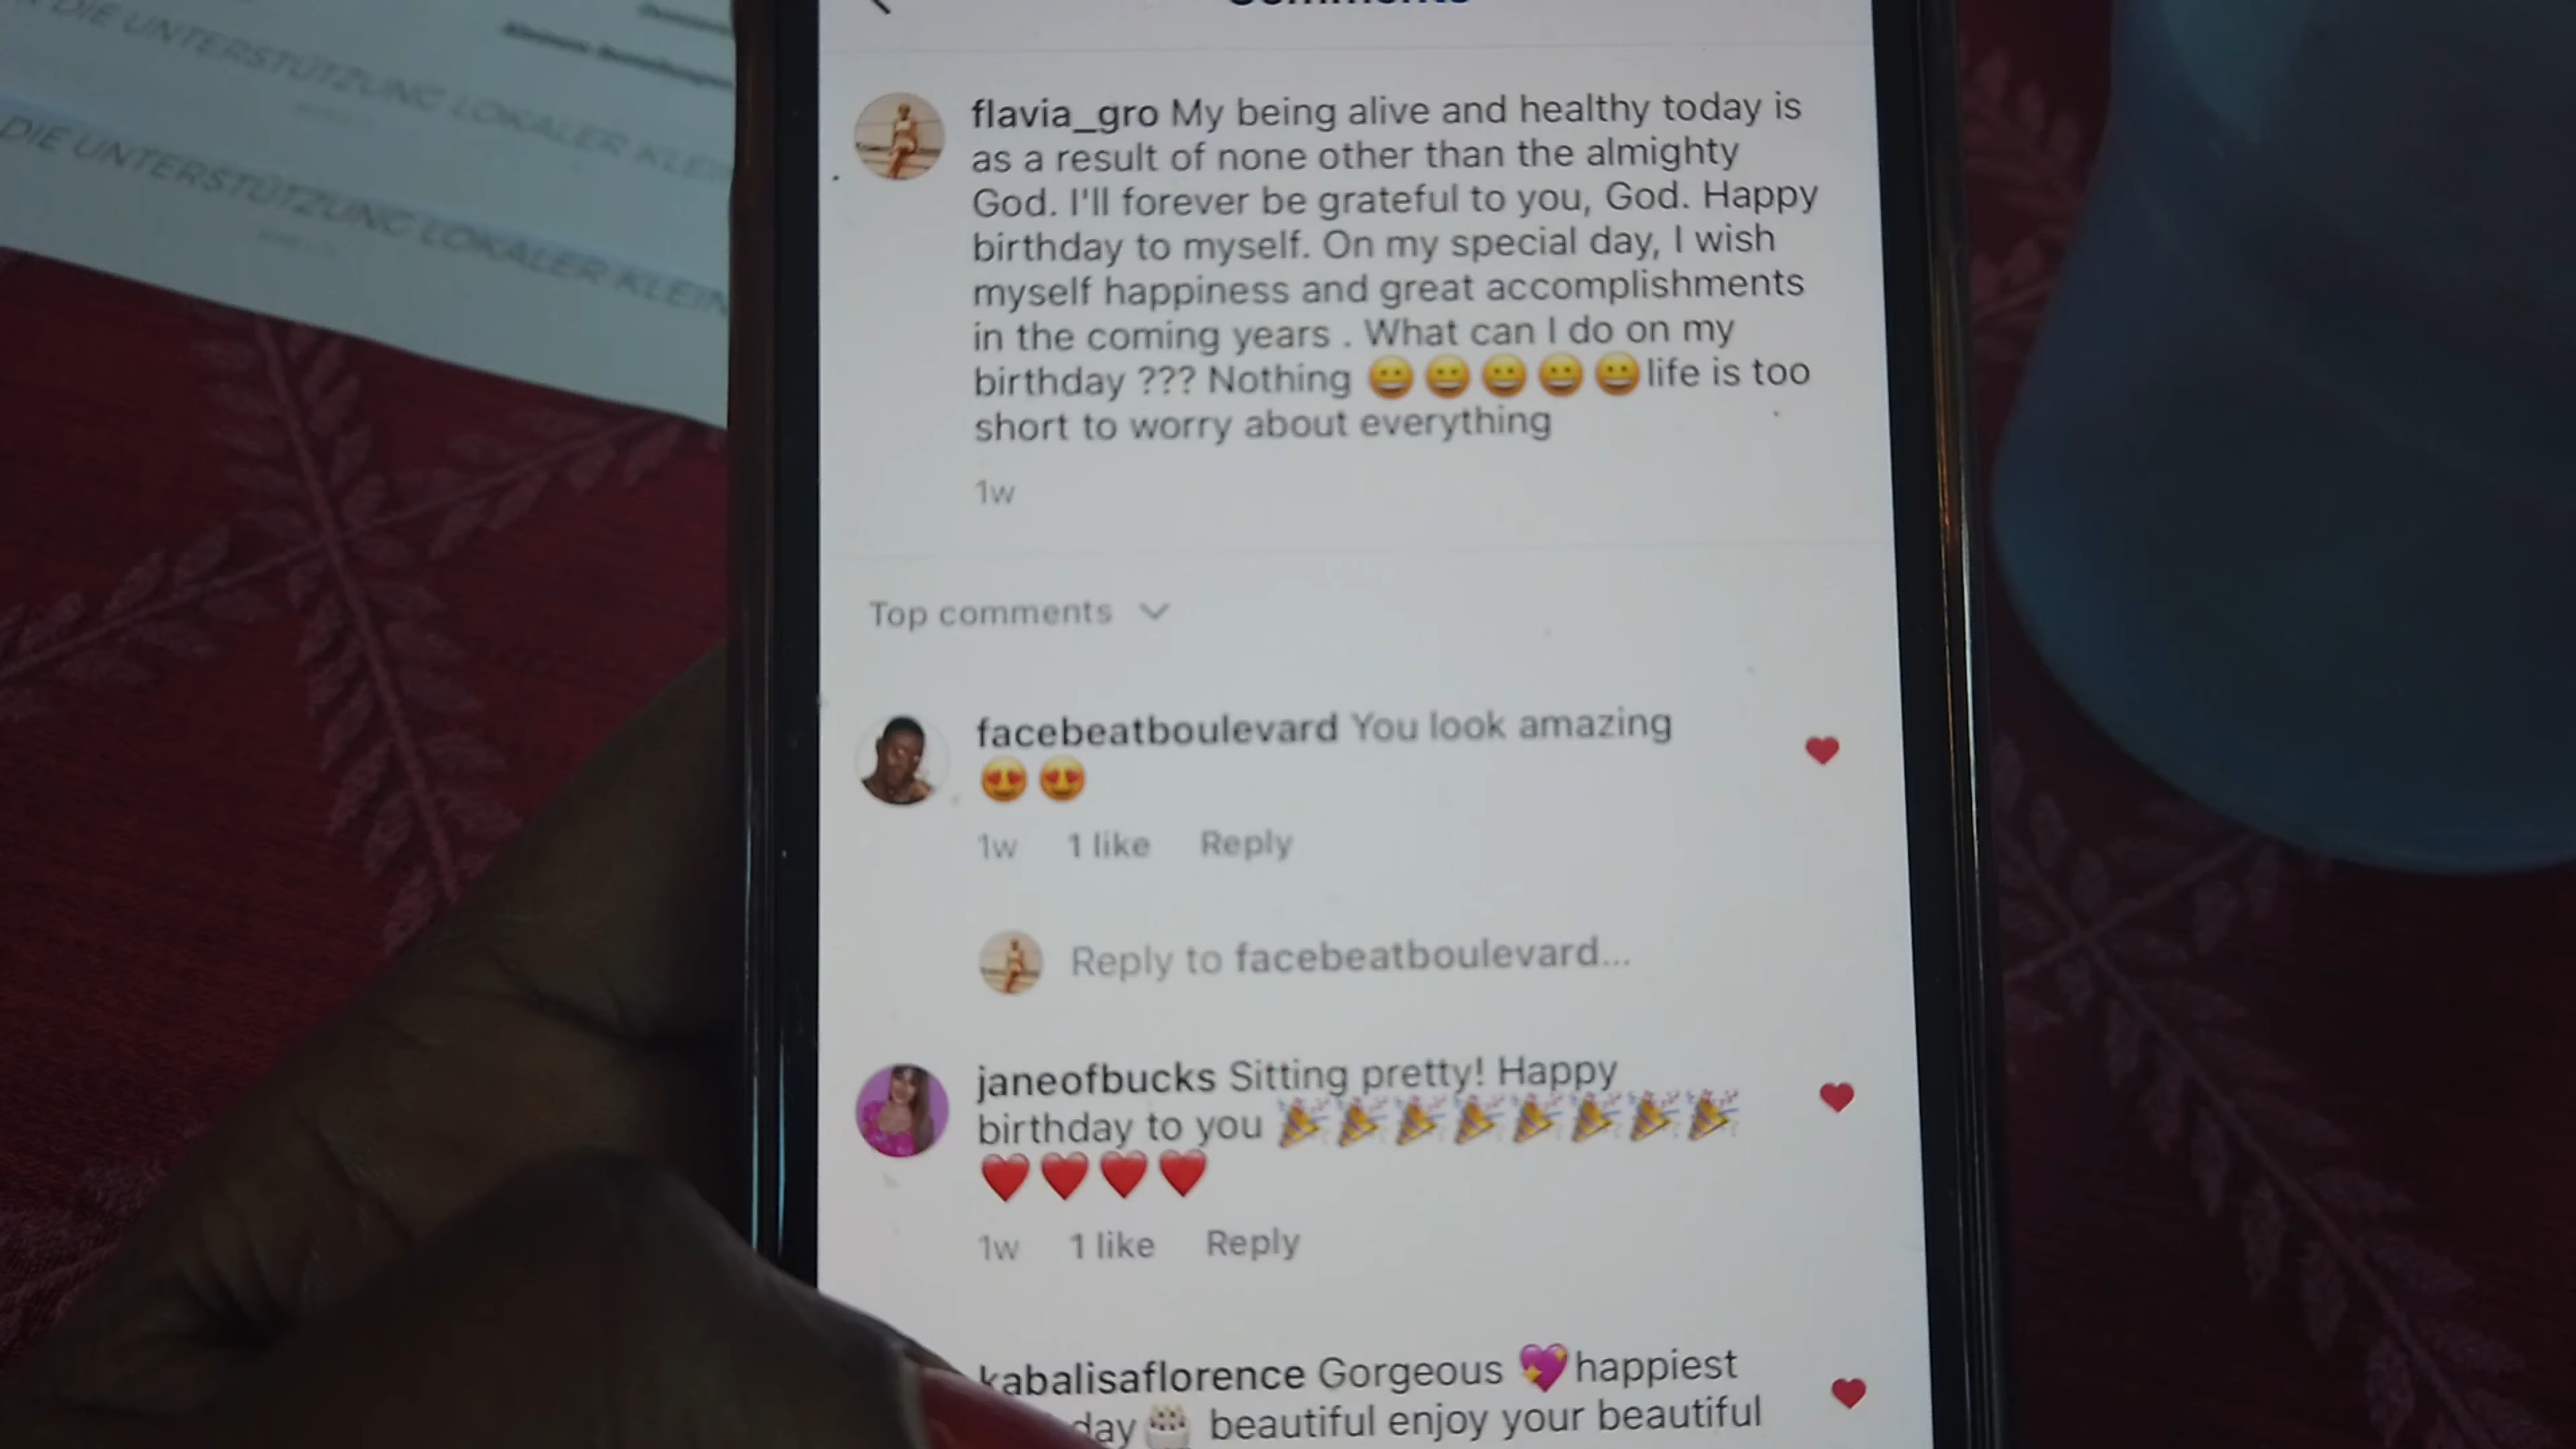 DIE UNTERSTÜTZUNG LOKALER KLEIN
DIE UNTERSTÜTZUNG LOKALER KLEIN
Comments
flavia_gro My being alive and healthy today is
as a result of none other than the almighty
God. I'll forever be grateful to you, God. Happy
birthday to myself. On my special day, I wish
myself happiness and great accomplishments
in the coming years . What can I do on my
birthday ??? Nothing 😀😀😀😀😀life is too
short to worry about everything
1w
Top comments
facebeatboulevard You look amazing
😍😍
1w 1 like Reply
Reply to facebeatboulevard...
janeofbucks Sitting pretty! Happy
birthday to you 🎉🎉🎉🎉🎉🎉🎉🎉
❤️❤️❤️❤️
1w 1 like Reply
kabalisaflorence Gorgeous 💖happiest
day🎂 beautiful enjoy your beautiful